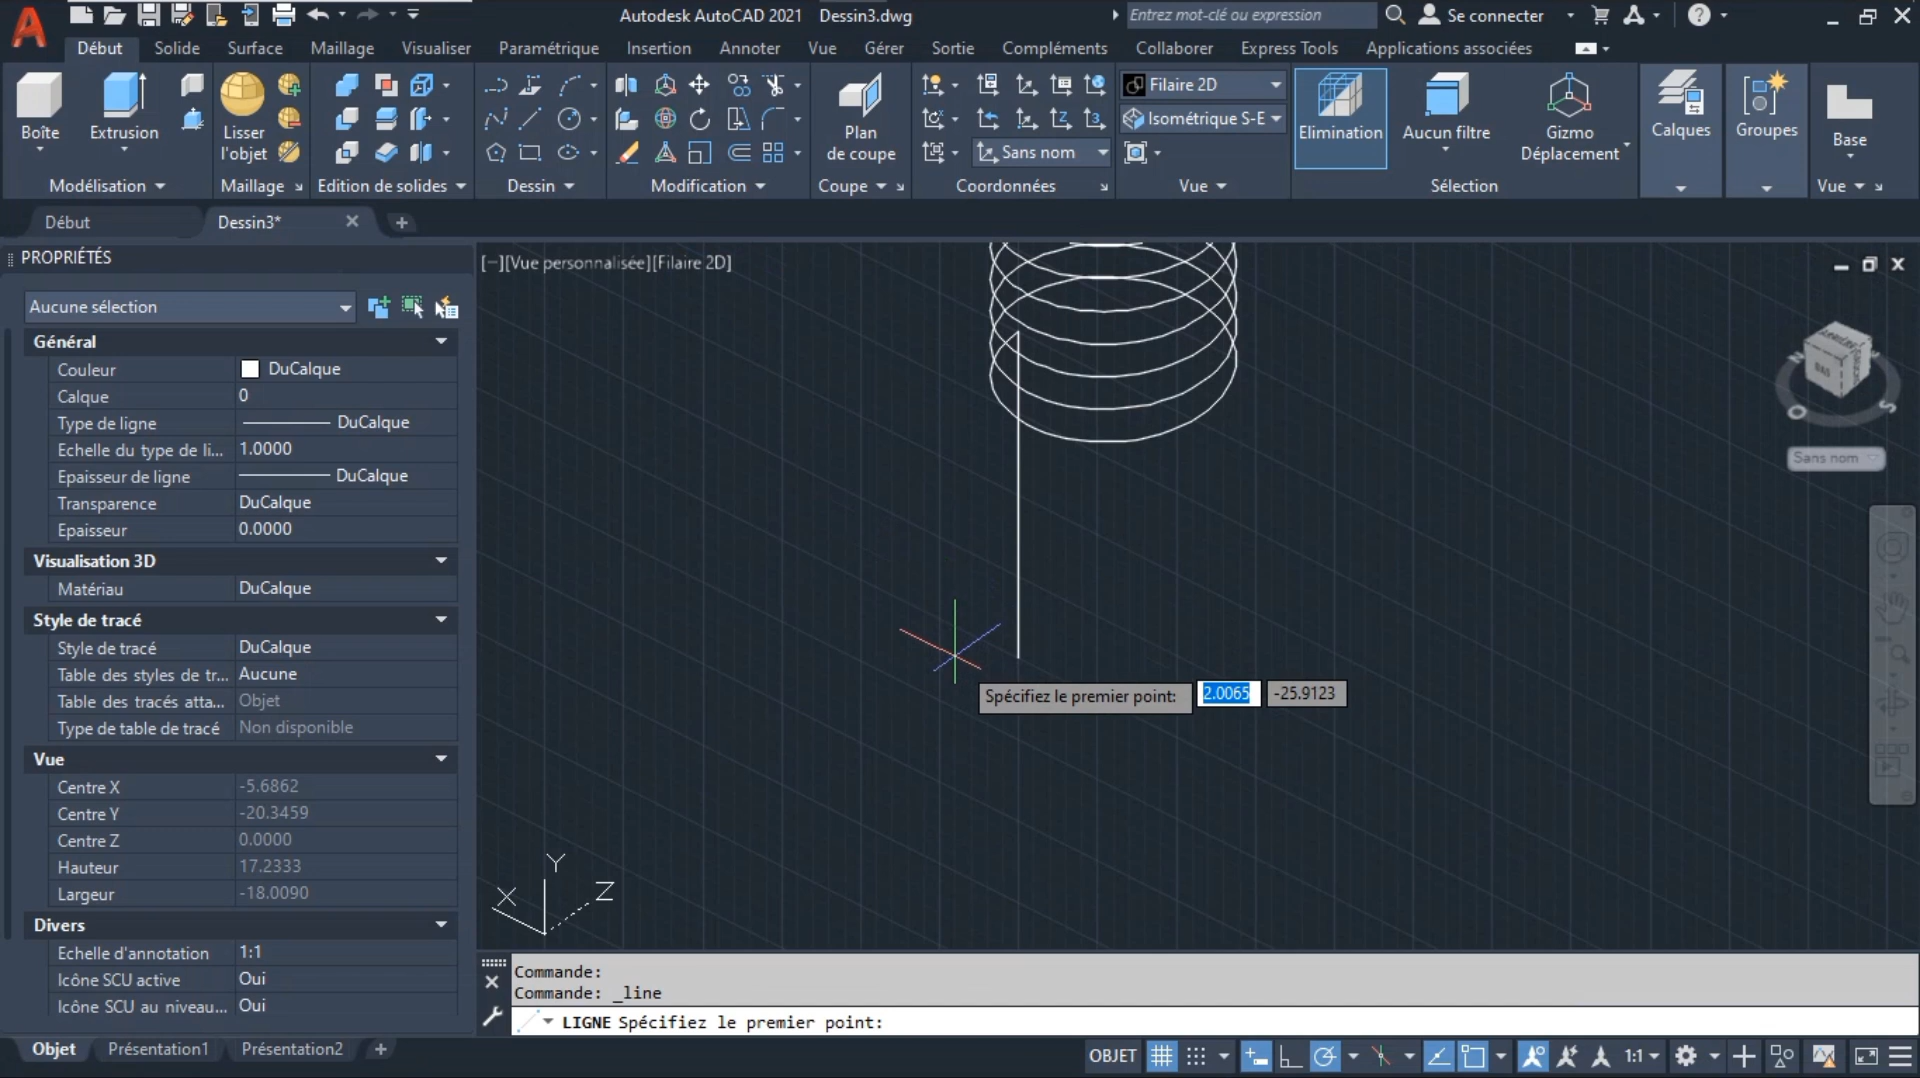 Autodesk AutoCAD 2021 Dessin3.dwg
Entrez mot-clé ou expression
Se connecter
Début Solide Surface Maillage Visualiser Paramétrique Insertion Annoter Vue Gérer Sortie Compléments Collaborer Express Tools Applications associées
Boîte
Extrusion
Lisser
l'objet
Plan
de coupe
Sans nom
Filaire 2D
Isométrique S-E
Elimination
Aucun filtre
Gizmo
Déplacement
Calques
Groupes
Base
Modélisation Maillage Edition de solides Dessin Modification Coupe Coordonnées Vue Sélection Vue
Début Dessin3*
PROPRIÉTÉS
Aucune sélection
Général
Couleur DuCalque
Calque 0
Type de ligne DuCalque
Echelle du type de li... 1.0000
Epaisseur de ligne DuCalque
Transparence DuCalque
Epaisseur 0.0000
Visualisation 3D
Matériau DuCalque
Style de tracé
Style de tracé DuCalque
Table des styles de tr... Aucune
Table des tracés atta... Objet
Type de table de tracé Non disponible
Vue
Centre X -5.6862
Centre Y -20.3459
Centre Z 0.0000
Hauteur 17.2333
Largeur -18.0090
Divers
Echelle d'annotation 1:1
Icône SCU active Oui
Icône SCU au niveau... Oui
[−][Vue personnalisée][Filaire 2D]
BAS
N
O
S
Sans nom
Spécifiez le premier point: 2.0065 -25.9123
Y
X
Z
Commande:
Commande: _line
LIGNE Spécifiez le premier point:
Objet Présentation1 Présentation2
OBJET
1:1